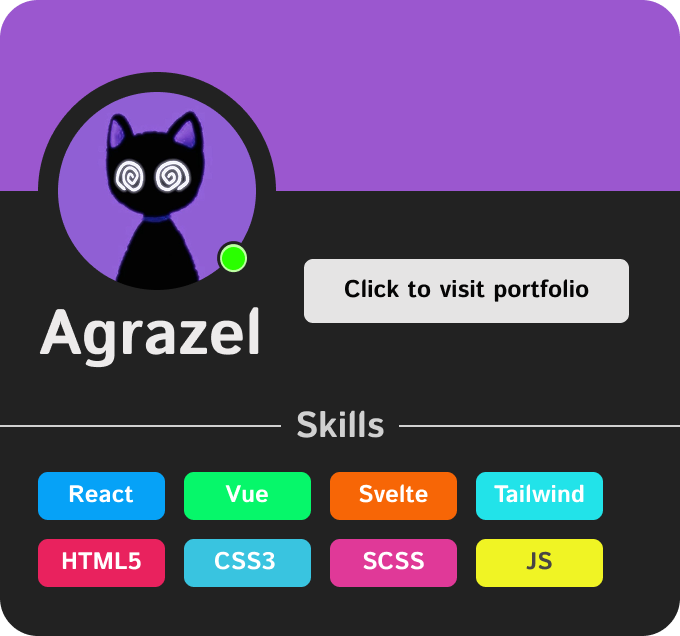 Click to visit portfolio
Agrazel
Skills
React Vue Svelte Tailwind
HTML5 CSS3 SCSS JS